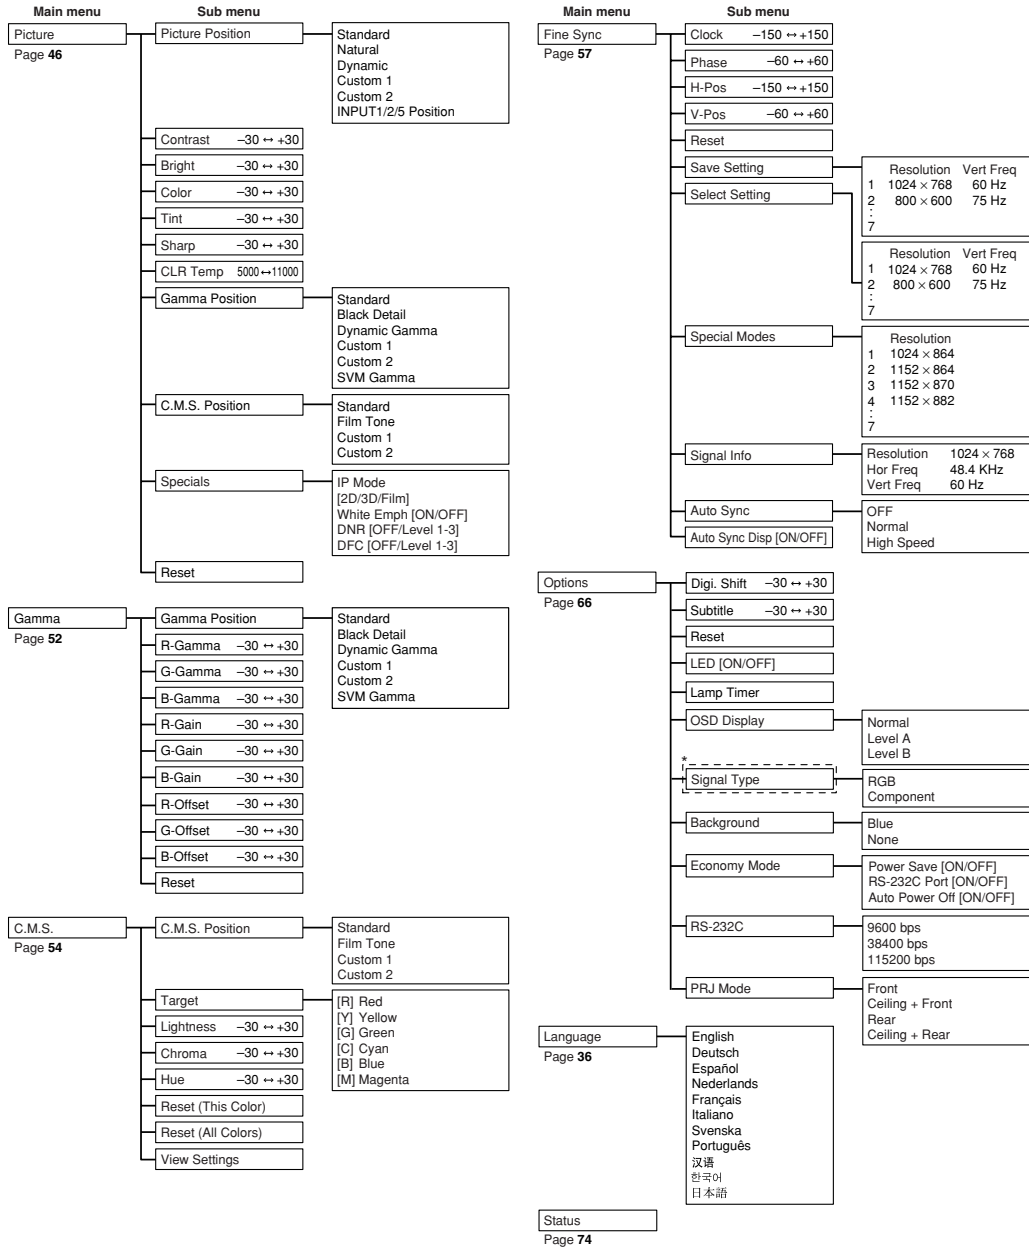 Main menu
Sub menu
Picture
Page 46
Picture Position
Standard
Natural
Dynamic
Custom 1
Custom 2
INPUT1/2/5 Position
Contrast –30 ↔ +30
Bright –30 ↔ +30
Color –30 ↔ +30
Tint –30 ↔ +30
Sharp –30 ↔ +30
CLR Temp 5000↔11000
Gamma Position
Standard
Black Detail
Dynamic Gamma
Custom 1
Custom 2
SVM Gamma
C.M.S. Position
Standard
Film Tone
Custom 1
Custom 2
Specials
IP Mode
[2D/3D/Film]
White Emph [ON/OFF]
DNR [OFF/Level 1-3]
DFC [OFF/Level 1-3]
Reset
Gamma
Page 52
Gamma Position
Standard
Black Detail
Dynamic Gamma
Custom 1
Custom 2
SVM Gamma
R-Gamma –30 ↔ +30
G-Gamma –30 ↔ +30
B-Gamma –30 ↔ +30
R-Gain –30 ↔ +30
G-Gain –30 ↔ +30
B-Gain –30 ↔ +30
R-Offset –30 ↔ +30
G-Offset –30 ↔ +30
B-Offset –30 ↔ +30
Reset
C.M.S.
Page 54
C.M.S. Position
Standard
Film Tone
Custom 1
Custom 2
Target
[R] Red
[Y] Yellow
[G] Green
[C] Cyan
[B] Blue
[M] Magenta
Lightness –30 ↔ +30
Chroma –30 ↔ +30
Hue –30 ↔ +30
Reset (This Color)
Reset (All Colors)
View Settings
Main menu
Sub menu
Fine Sync
Page 57
Clock –150 ↔ +150
Phase –60 ↔ +60
H-Pos –150 ↔ +150
V-Pos –60 ↔ +60
Reset
Save Setting
Resolution Vert Freq
1 1024 × 768 60 Hz
2 800 × 600 75 Hz
:
7
Select Setting
Resolution Vert Freq
1 1024 × 768 60 Hz
2 800 × 600 75 Hz
:
7
Special Modes
Resolution
1 1024 × 864
2 1152 × 864
3 1152 × 870
4 1152 × 882
:
7
Signal Info
Resolution 1024 × 768
Hor Freq 48.4 KHz
Vert Freq 60 Hz
Auto Sync
OFF
Normal
High Speed
Auto Sync Disp [ON/OFF]
Options
Page 66
Digi. Shift –30 ↔ +30
Subtitle –30 ↔ +30
Reset
LED [ON/OFF]
Lamp Timer
OSD Display
Normal
Level A
Level B
*
Signal Type
RGB
Component
Background
Blue
None
Economy Mode
Power Save [ON/OFF]
RS-232C Port [ON/OFF]
Auto Power Off [ON/OFF]
RS-232C
9600 bps
38400 bps
115200 bps
PRJ Mode
Front
Ceiling + Front
Rear
Ceiling + Rear
Language
Page 36
English
Deutsch
Español
Nederlands
Français
Italiano
Svenska
Português
汉语
한국어
日本語
Status
Page 74